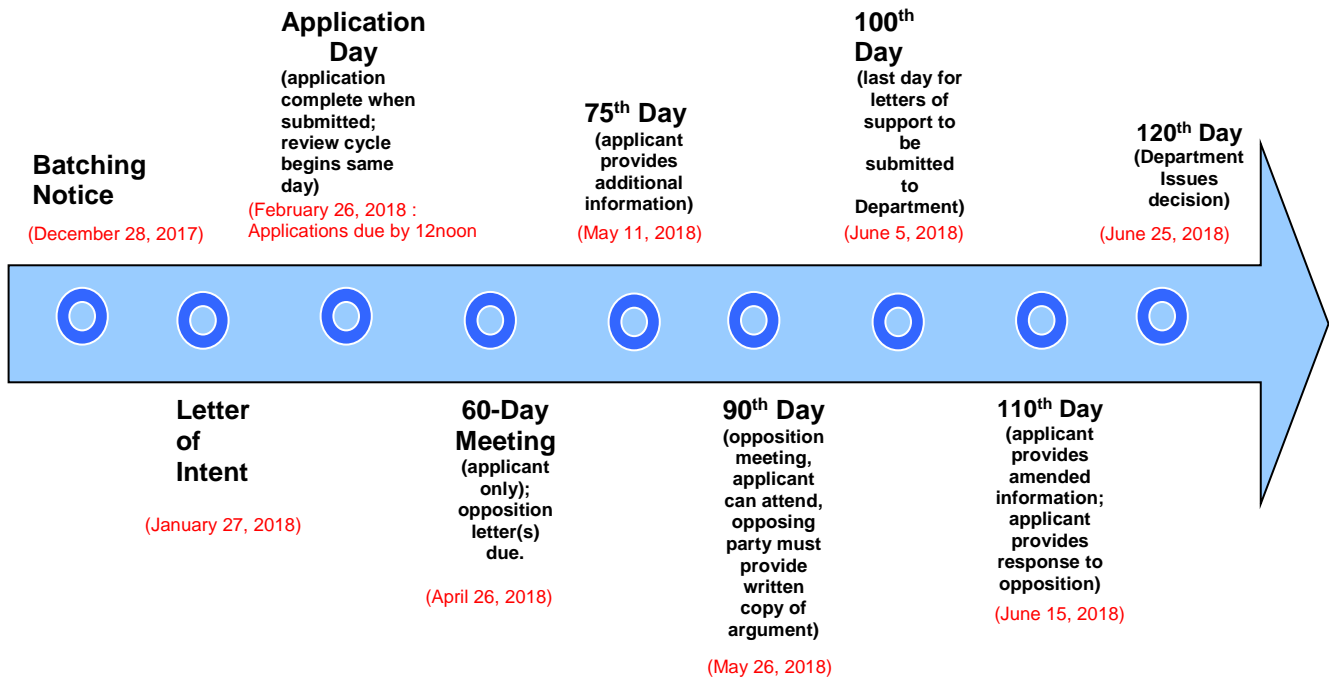 Batching
Notice
(December 28, 2017)
Letter
of
Intent
(January 27, 2018)
Application
Day
(application
complete when
submitted;
review cycle
begins same
day)
(February 26, 2018 :
Applications due by 12noon
60-Day
Meeting
(applicant
only);
opposition
letter(s)
due.
(April 26, 2018)
75th Day
(applicant
provides
additional
information)
(May 11, 2018)
90th Day
(opposition
meeting,
applicant
can attend,
opposing
party must
provide
written
copy of
argument)
(May 26, 2018)
100th
Day
(last day for
letters of
support to
be
submitted
to
Department)
(June 5, 2018)
110th Day
(applicant
provides
amended
information;
applicant
provides
response to
opposition)
(June 15, 2018)
120th Day
(Department
Issues
decision)
(June 25, 2018)